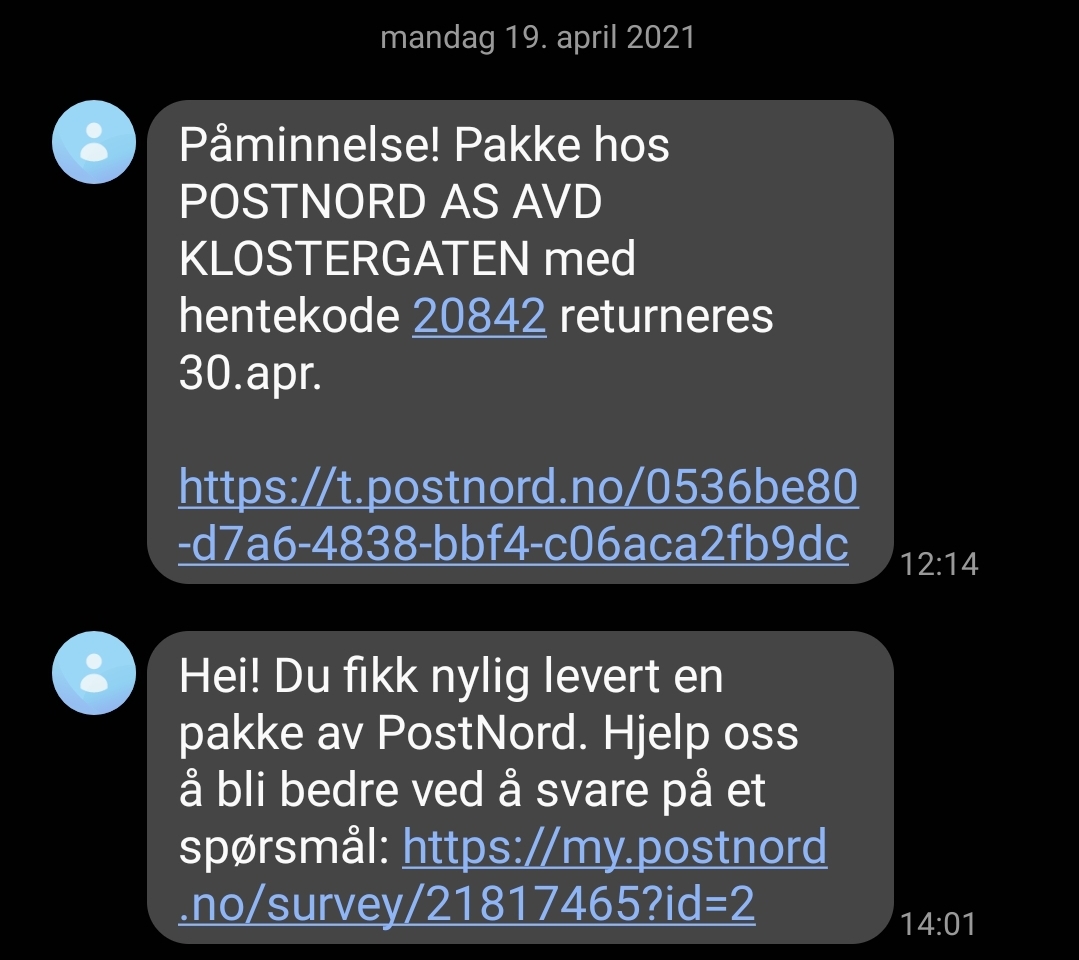 mandag 19. april 2021
Påminnelse! Pakke hos
POSTNORD AS AVD
KLOSTERGATEN med
hentekode 20842 returneres
30.apr.
https://t.postnord.no/0536be80
-d7a6-4838-bbf4-c06aca2fb9dc
12:14
Hei! Du fikk nylig levert en
pakke av PostNord. Hjelp oss
å bli bedre ved å svare på et
spørsmål: https://my.postnord
.no/survey/21817465?id=2
14:01